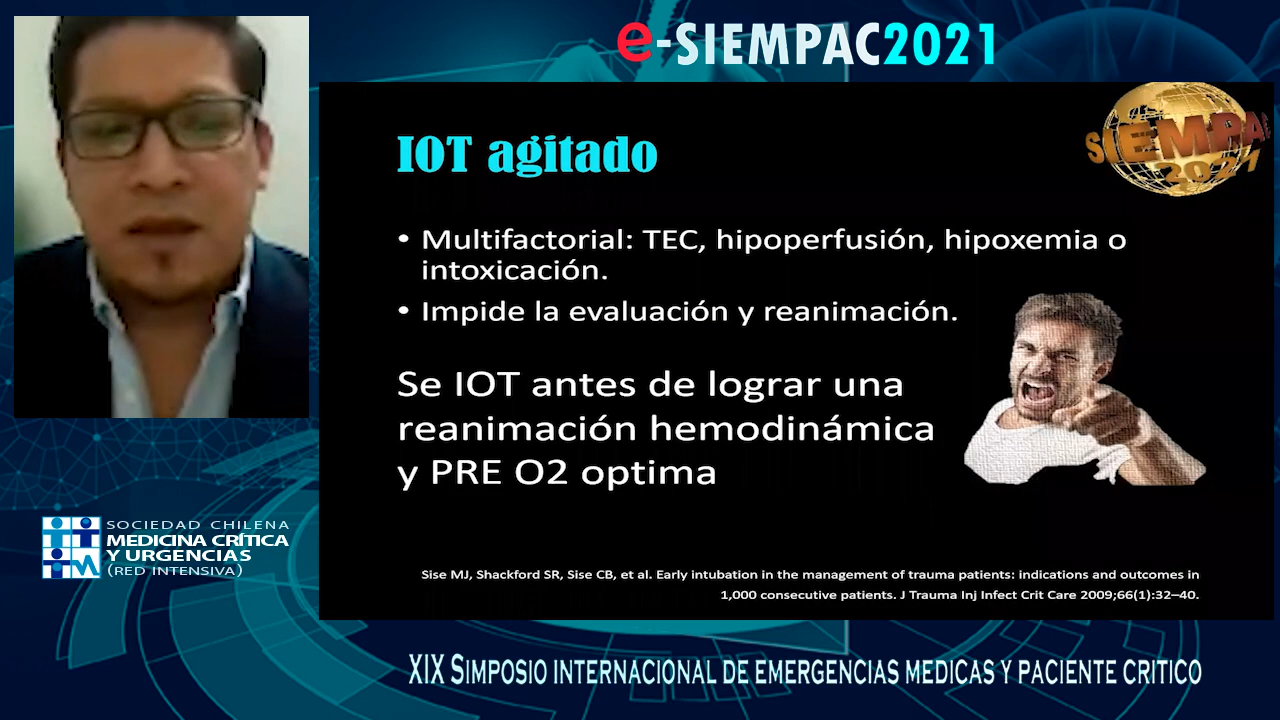 e-SIEMPAC2021
SIEMPAC
2021
IOT agitado
• Multifactorial: TEC, hipoperfusión, hipoxemia o
intoxicación.
• Impide la evaluación y reanimación.
Se IOT antes de lograr una
reanimación hemodinámica
y PRE O2 optima
Sise MJ, Shackford SR, Sise CB, et al. Early intubation in the management of trauma patients: indications and outcomes in
1,000 consecutive patients. J Trauma Inj Infect Crit Care 2009;66(1):32–40.
SOCIEDAD CHILENA
MEDICINA CRÍTICA
Y URGENCIAS
(RED INTENSIVA)
XIX SIMPOSIO INTERNACIONAL DE EMERGENCIAS MEDICAS Y PACIENTE CRITICO